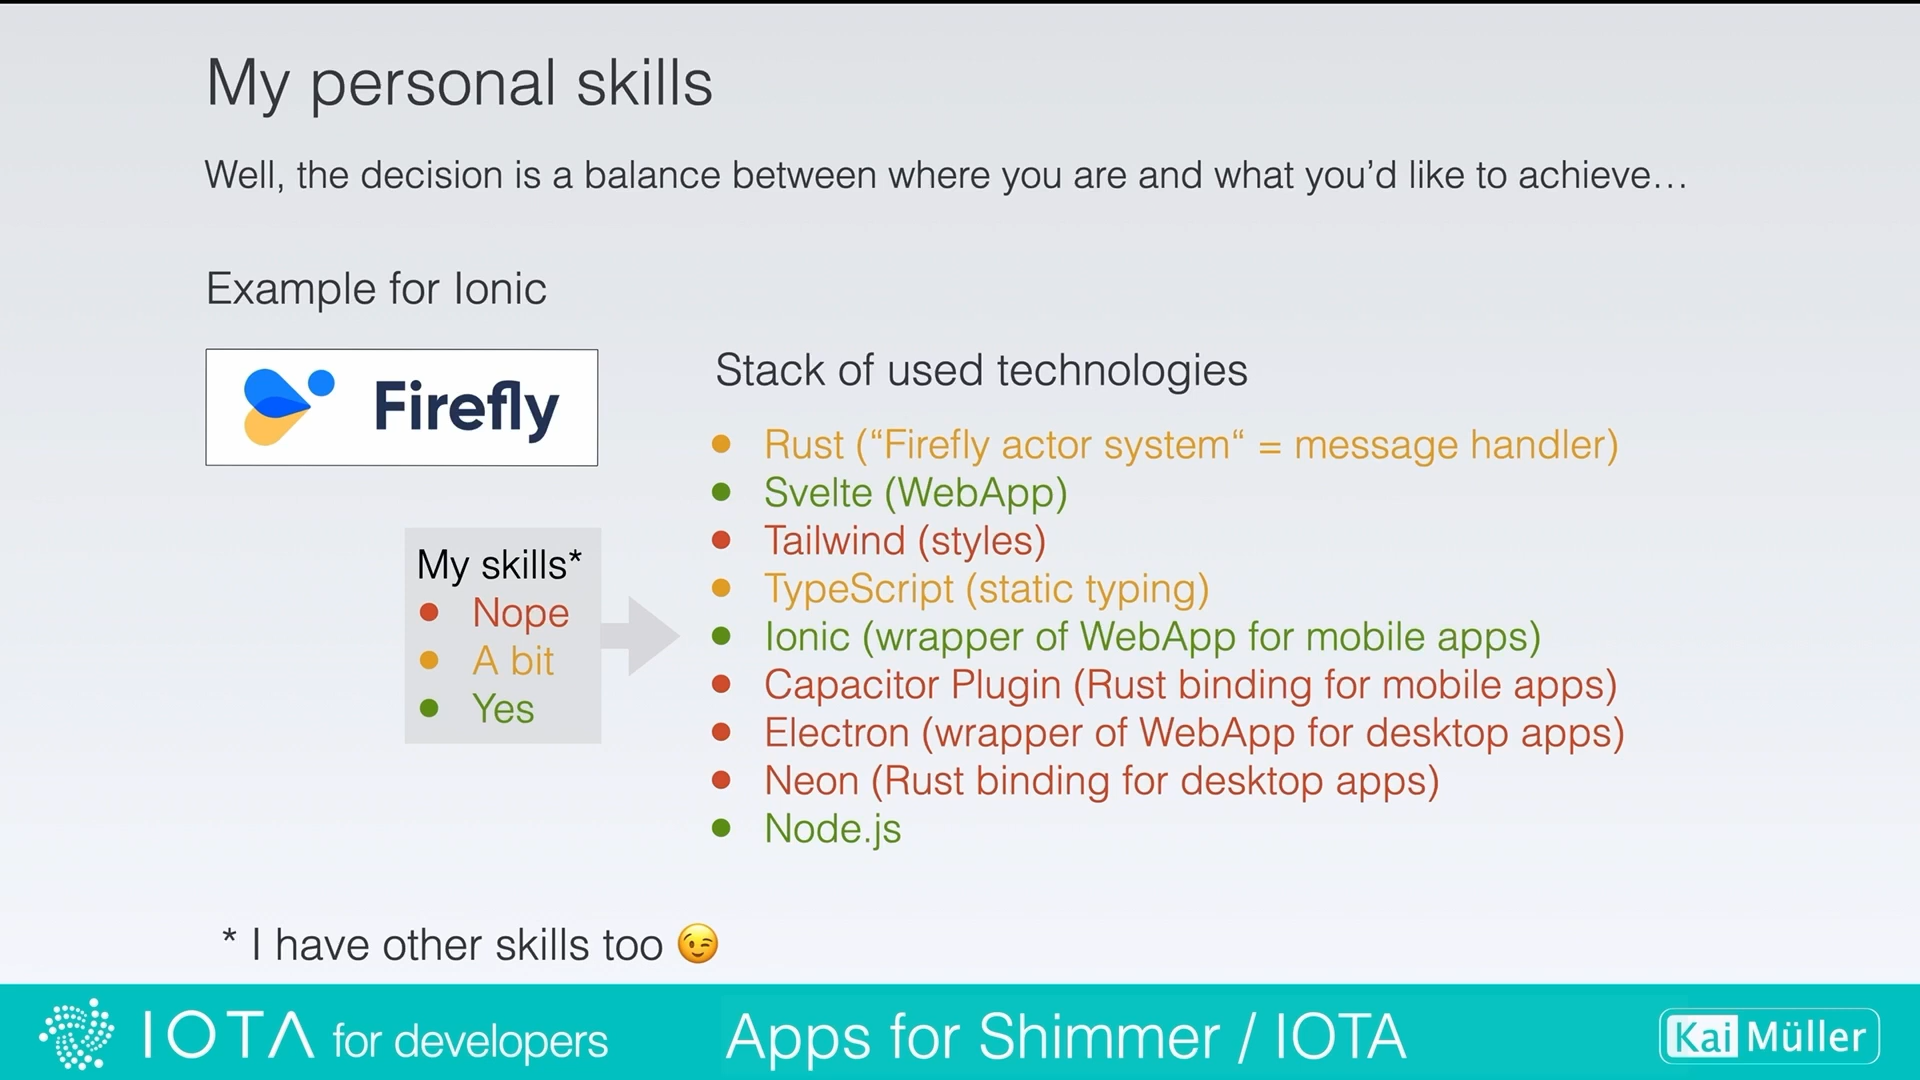 My personal skills
Well, the decision is a balance between where you are and what you’d like to achieve…
Example for Ionic
Firefly
Stack of used technologies
● Rust (“Firefly actor system“ = message handler)
● Svelte (WebApp)
● Tailwind (styles)
● TypeScript (static typing)
● Ionic (wrapper of WebApp for mobile apps)
● Capacitor Plugin (Rust binding for mobile apps)
● Electron (wrapper of WebApp for desktop apps)
● Neon (Rust binding for desktop apps)
● Node.js
My skills*
● Nope
● A bit
● Yes
* I have other skills too 😉
IOTA for developers
Apps for Shimmer / IOTA
Kai Müller